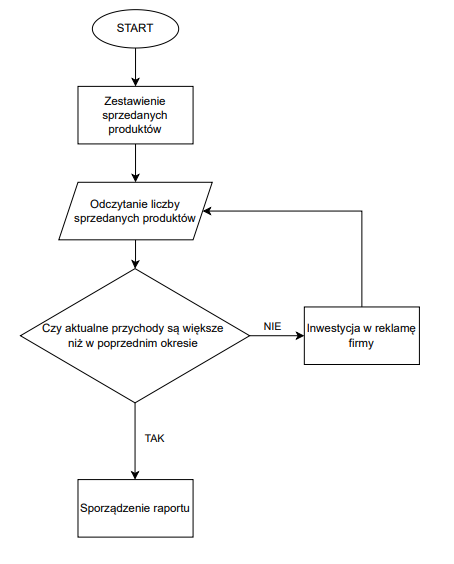 START
Zestawienie
sprzedanych
produktów
Odczytanie liczby
sprzedanych produktów
Czy aktualne przychody są większe
niż w poprzednim okresie
NIE
Inwestycja w reklamę
firmy
TAK
Sporządzenie raportu